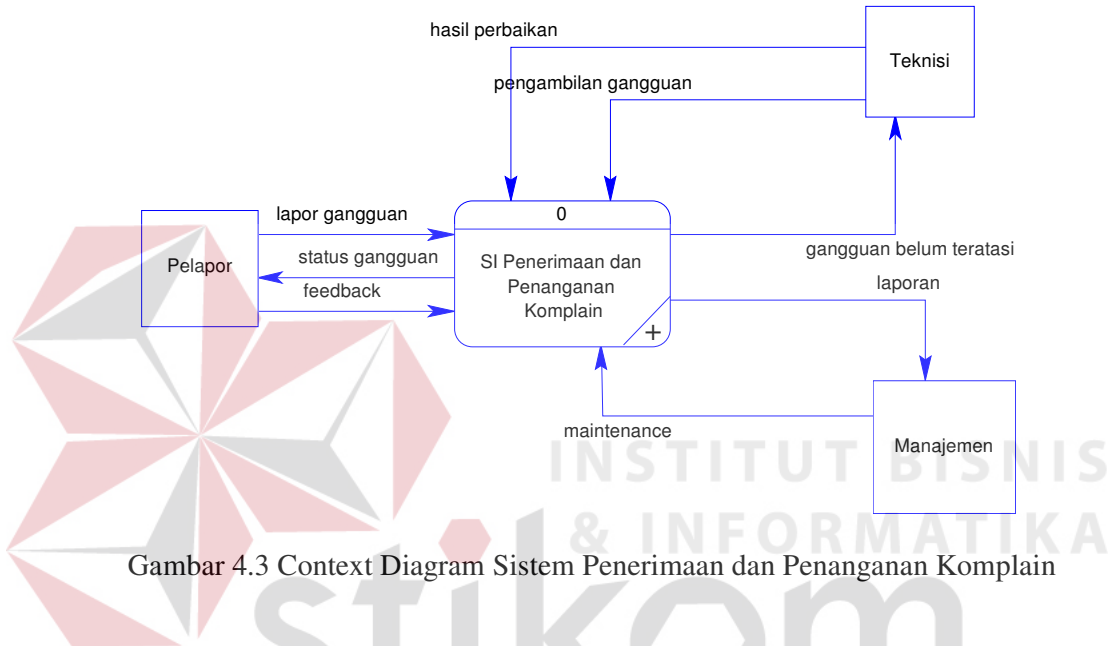 hasil perbaikan
Teknisi
pengambilan gangguan
0
lapor gangguan
gangguan belum teratasi
status gangguan
SI Penerimaan dan
Penanganan
Komplain
Pelapor
feedback
laporan
+
maintenance
Manajemen
INSTITUT BISNIS
& INFORMATIKA
Gambar 4.3 Context Diagram Sistem Penerimaan dan Penanganan Komplain
stikom